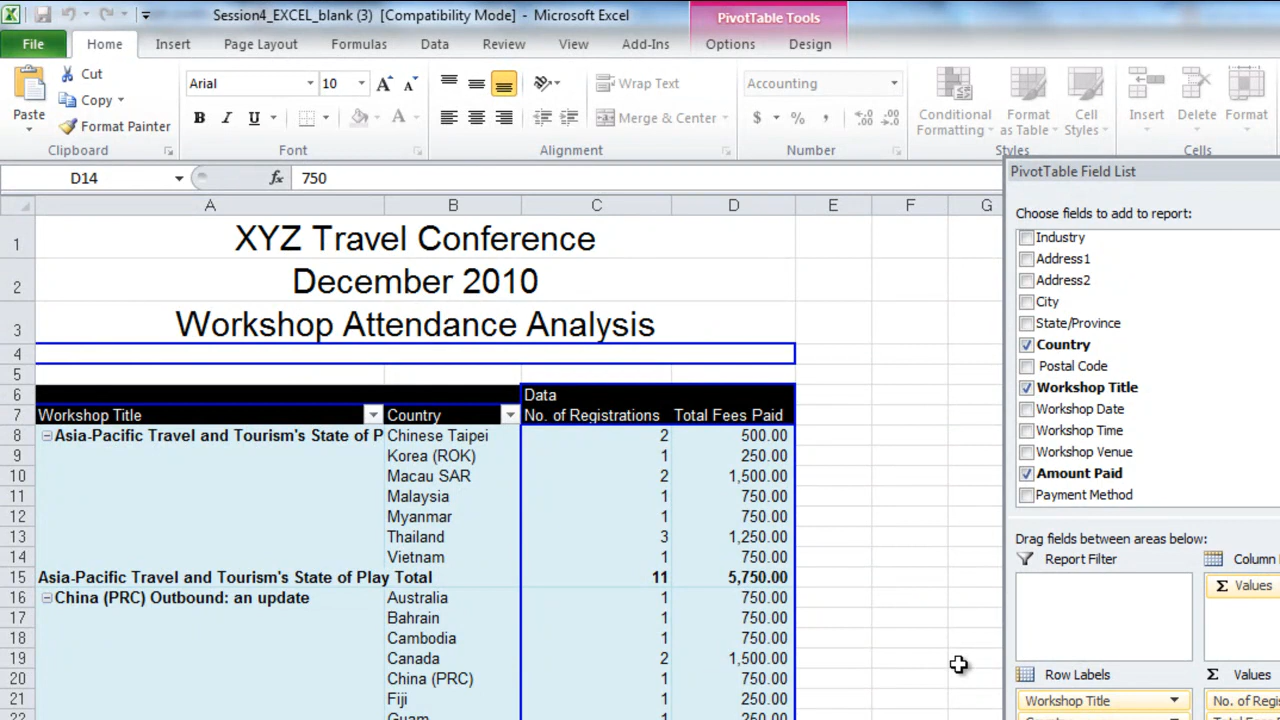 Session4_EXCEL_blank (3) [Compatibility Mode] - Microsoft Excel
PivotTable Tools
File Home Insert Page Layout Formulas Data Review View Add-Ins Options Design
Paste
Cut
Copy
Format Painter
Clipboard
Arial 10
B I U
Font
Wrap Text
Merge & Center
Alignment
Accounting
$ % ,
Number
Conditional Formatting
Format as Table
Cell Styles
Styles
Insert Delete Format
Cells
D14 fx 750
A B C D E F G
1 XYZ Travel Conference
2 December 2010
3 Workshop Attendance Analysis
4
5
6 Data
7 Workshop Title Country No. of Registrations Total Fees Paid
8 Asia-Pacific Travel and Tourism's State of P Chinese Taipei 2 500.00
9 Korea (ROK) 1 250.00
10 Macau SAR 2 1,500.00
11 Malaysia 1 750.00
12 Myanmar 1 750.00
13 Thailand 3 1,250.00
14 Vietnam 1 750.00
15 Asia-Pacific Travel and Tourism's State of Play Total 11 5,750.00
16 China (PRC) Outbound: an update Australia 1 750.00
17 Bahrain 1 750.00
18 Cambodia 1 750.00
19 Canada 2 1,500.00
20 China (PRC) 1 750.00
21 Fiji 1 250.00
22 Guam 1 750.00
PivotTable Field List
Choose fields to add to report:
Industry
Address1
Address2
City
State/Province
Country
Postal Code
Workshop Title
Workshop Date
Workshop Time
Workshop Venue
Amount Paid
Payment Method
Drag fields between areas below:
Report Filter
Column
Σ Values
Row Labels
Σ Values
Workshop Title
No. of Regis